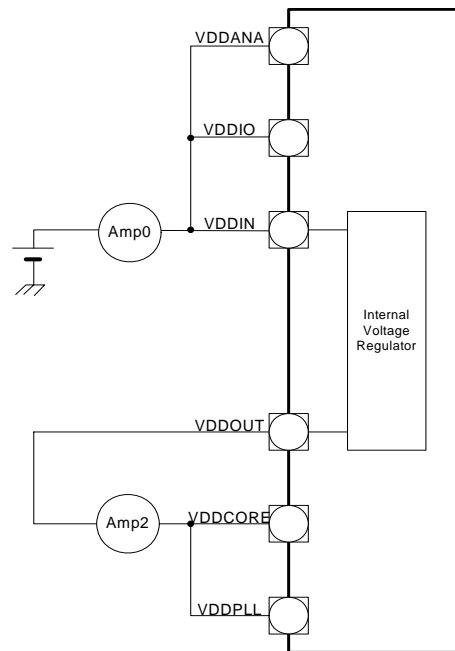 VDDANA
VDDIO
VDDIN
Amp0
Internal
Voltage
Regulator
VDDOUT
Amp2
VDDCORE
VDDPLL